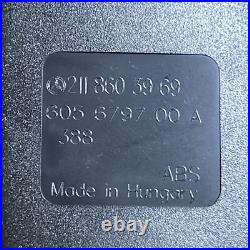 211 860 39 69
605 6797 00 A
388
ABS
Made in Hungary